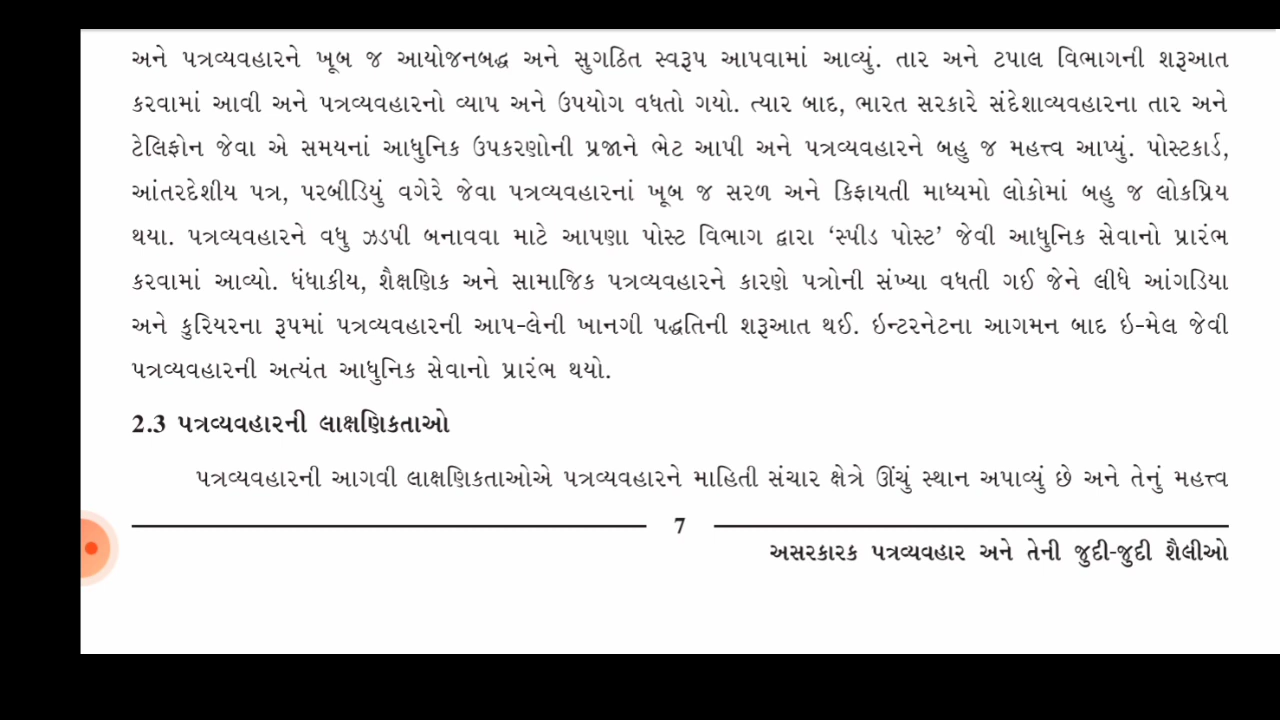 અને પત્રવ્યવહારને ખૂબ જ આયોજનબદ્ધ અને સુગઠિત સ્વરૂપ આપવામાં આવ્યું. તાર અને ટપાલ વિભાગની શરૂઆત
કરવામાં આવી અને પત્રવ્યવહારનો વ્યાપ અને ઉપયોગ વધતો ગયો. ત્યાર બાદ, ભારત સરકારે સંદેશાવ્યવહારના તાર અને
ટેલિફોન જેવા એ સમયનાં આધુનિક ઉપકરણોની પ્રજાને ભેટ આપી અને પત્રવ્યવહારને બહુ જ મહત્ત્વ આપ્યું. પોસ્ટકાર્ડ,
આંતરદેશીય પત્ર, પરબીડિયું વગેરે જેવા પત્રવ્યવહારનાં ખૂબ જ સરળ અને કિફાયતી માધ્યમો લોકોમાં બહુ જ લોકપ્રિય
થયા. પત્રવ્યવહારને વધુ ઝડપી બનાવવા માટે આપણા પોસ્ટ વિભાગ દ્વારા ‘સ્પીડ પોસ્ટ’ જેવી આધુનિક સેવાનો પ્રારંભ
કરવામાં આવ્યો. ધંધાકીય, શૈક્ષણિક અને સામાજિક પત્રવ્યવહારને કારણે પત્રોની સંખ્યા વધતી ગઈ જેને લીધે આંગડિયા
અને કુરિયરના રૂપમાં પત્રવ્યવહારની આપ-લેની ખાનગી પદ્ધતિની શરૂઆત થઈ. ઇન્ટરનેટના આગમન બાદ ઇ-મેલ જેવી
પત્રવ્યવહારની અત્યંત આધુનિક સેવાનો પ્રારંભ થયો.
2.3 પત્રવ્યવહારની લાક્ષણિકતાઓ
પત્રવ્યવહારની આગવી લાક્ષણિકતાઓએ પત્રવ્યવહારને માહિતી સંચાર ક્ષેત્રે ઊંચું સ્થાન અપાવ્યું છે અને તેનું મહત્ત્વ
7
અસરકારક પત્રવ્યવહાર અને તેની જુદી-જુદી શૈલીઓ